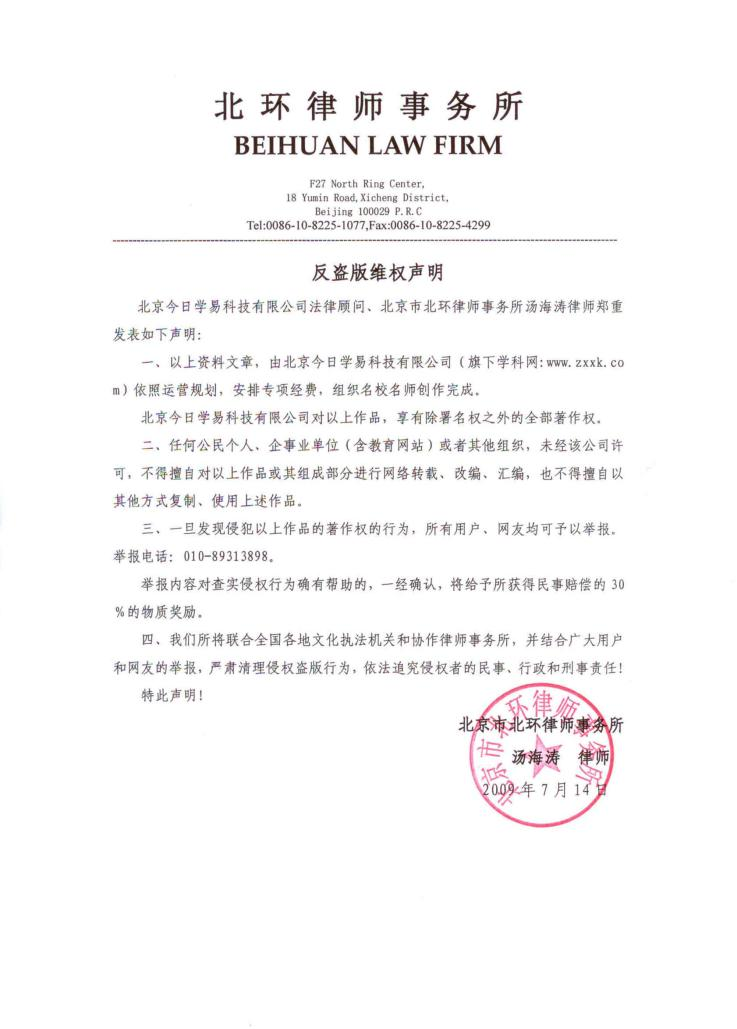 北环律师事务所
BEIHUAN LAW FIRM
F27 North Ring Center,
18 Yumin Road,Xicheng District,
Beijing 100029 P.R.C
Tel:0086-10-8225-1077,Fax:0086-10-8225-4299
反盗版维权声明
北京今日学易科技有限公司法律顾问、北京市北环律师事务所汤海涛律师郑重
发表如下声明:
一、以上资料文章，由北京今日学易科技有限公司（旗下学科网:www.zxxk.co
m）依照运营规划，安排专项经费，组织名校名师创作完成。
北京今日学易科技有限公司对以上作品，享有除署名权之外的全部著作权。
二、任何公民个人、企事业单位（含教育网站）或者其他组织，未经该公司许
可，不得擅自对以上作品或其组成部分进行网络转载、改编、汇编，也不得擅自以
其他方式复制、使用上述作品。
三、一旦发现侵犯以上作品的著作权的行为，所有用户、网友均可予以举报。
举报电话: 010-89313898。
举报内容对查实侵权行为确有帮助的，一经确认，将给予所获得民事赔偿的 30
%的物质奖励。
四、我们所将联合全国各地文化执法机关和协作律师事务所，并结合广大用户
和网友的举报，严肃清理侵权盗版行为，依法追究侵权者的民事、行政和刑事责任!
特此声明!
北京市北环律师事务所
汤海涛 律师
2009年7月14日
北京市北环律师事务所